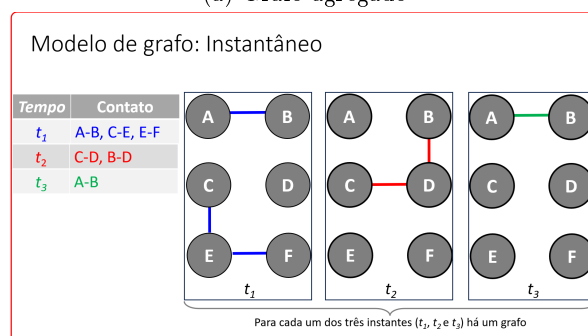 (a) Grafo agregado
Modelo de grafo: Instantâneo
Tempo Contato
t1 A-B, C-E, E-F
t2 C-D, B-D
t3 A-B
A B
C D
E F
t1
A B
C D
E F
t2
A B
C D
E F
t3
Para cada um dos três instantes (t1, t2 e t3) há um grafo